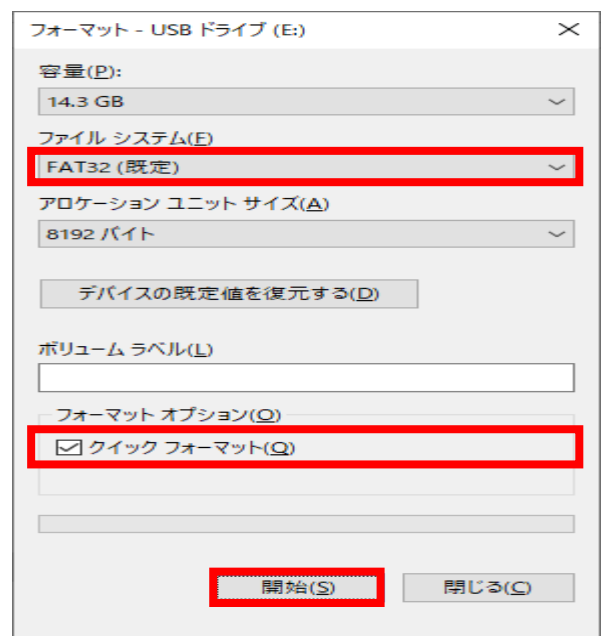 フォーマット - USB ドライブ (E:)
容量(P):
14.3 GB
ファイル システム(F)
FAT32 (既定)
アロケーション ユニット サイズ(A)
8192 バイト
デバイスの既定値を復元する(D)
ボリューム ラベル(L)
フォーマット オプション(O)
クイック フォーマット(Q)
開始(S) 閉じる(C)